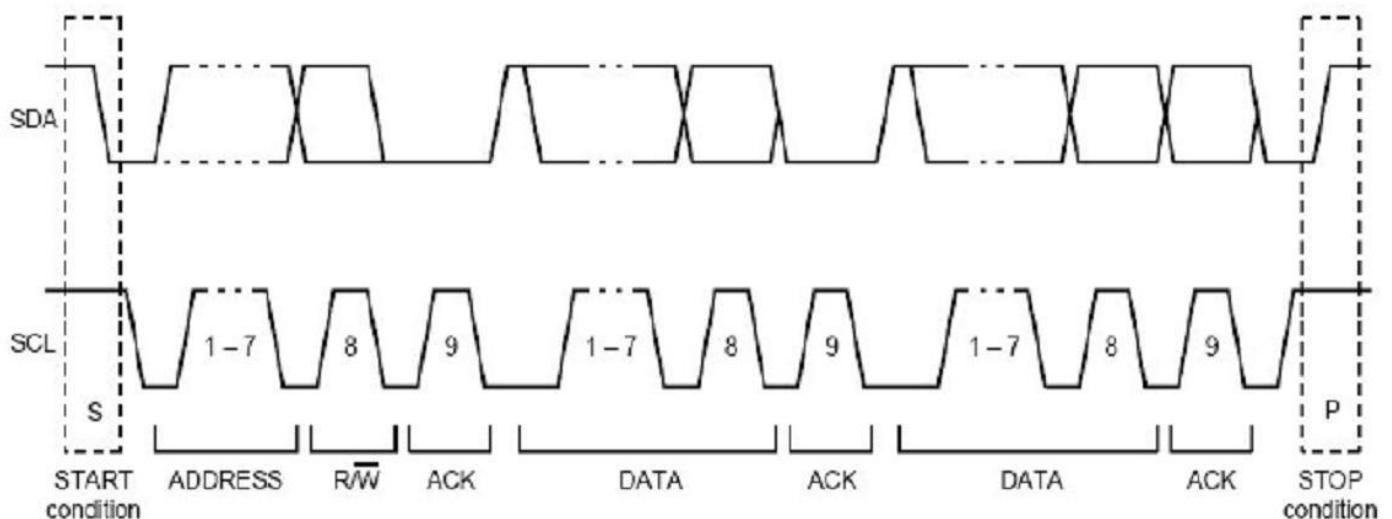 SDA
SCL
1 – 7
8
9
1 – 7
8
9
1 – 7
8
9
S
P
START condition
ADDRESS
R/W̅
ACK
DATA
ACK
DATA
ACK
STOP condition